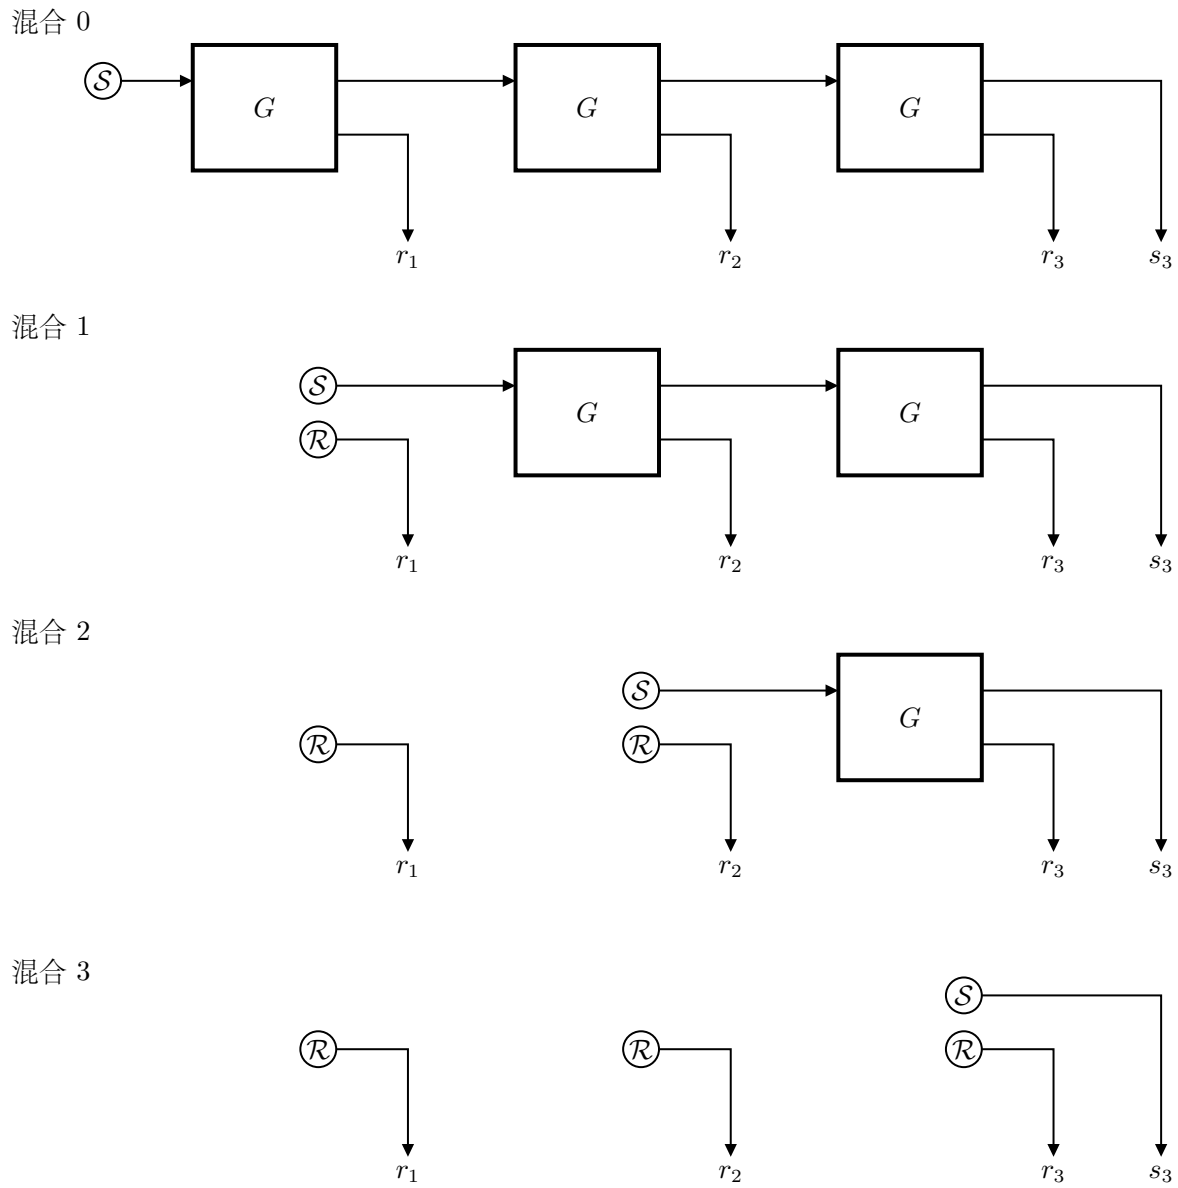 混合 0
𝒮 G G G
r₁ r₂ r₃ s₃
混合 1
𝒮 G G
ℛ
r₁ r₂ r₃ s₃
混合 2
𝒮 G
ℛ ℛ
r₁ r₂ r₃ s₃
混合 3
𝒮
ℛ ℛ ℛ
r₁ r₂ r₃ s₃